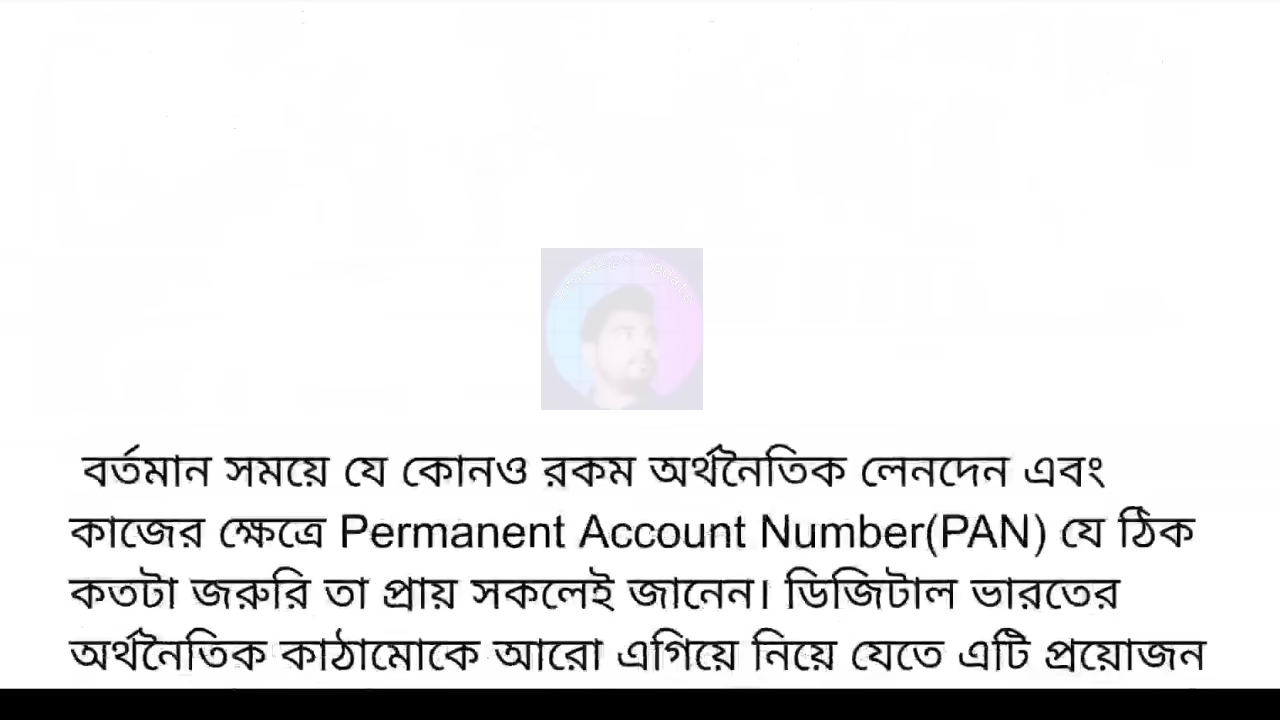 বর্তমান সময়ে যে কোনও রকম অর্থনৈতিক লেনদেন এবং
কাজের ক্ষেত্রে Permanent Account Number(PAN) যে ঠিক
কতটা জরুরি তা প্রায় সকলেই জানেন। ডিজিটাল ভারতের
অর্থনৈতিক কাঠামোকে আরো এগিয়ে নিয়ে যেতে এটি প্রয়োজন